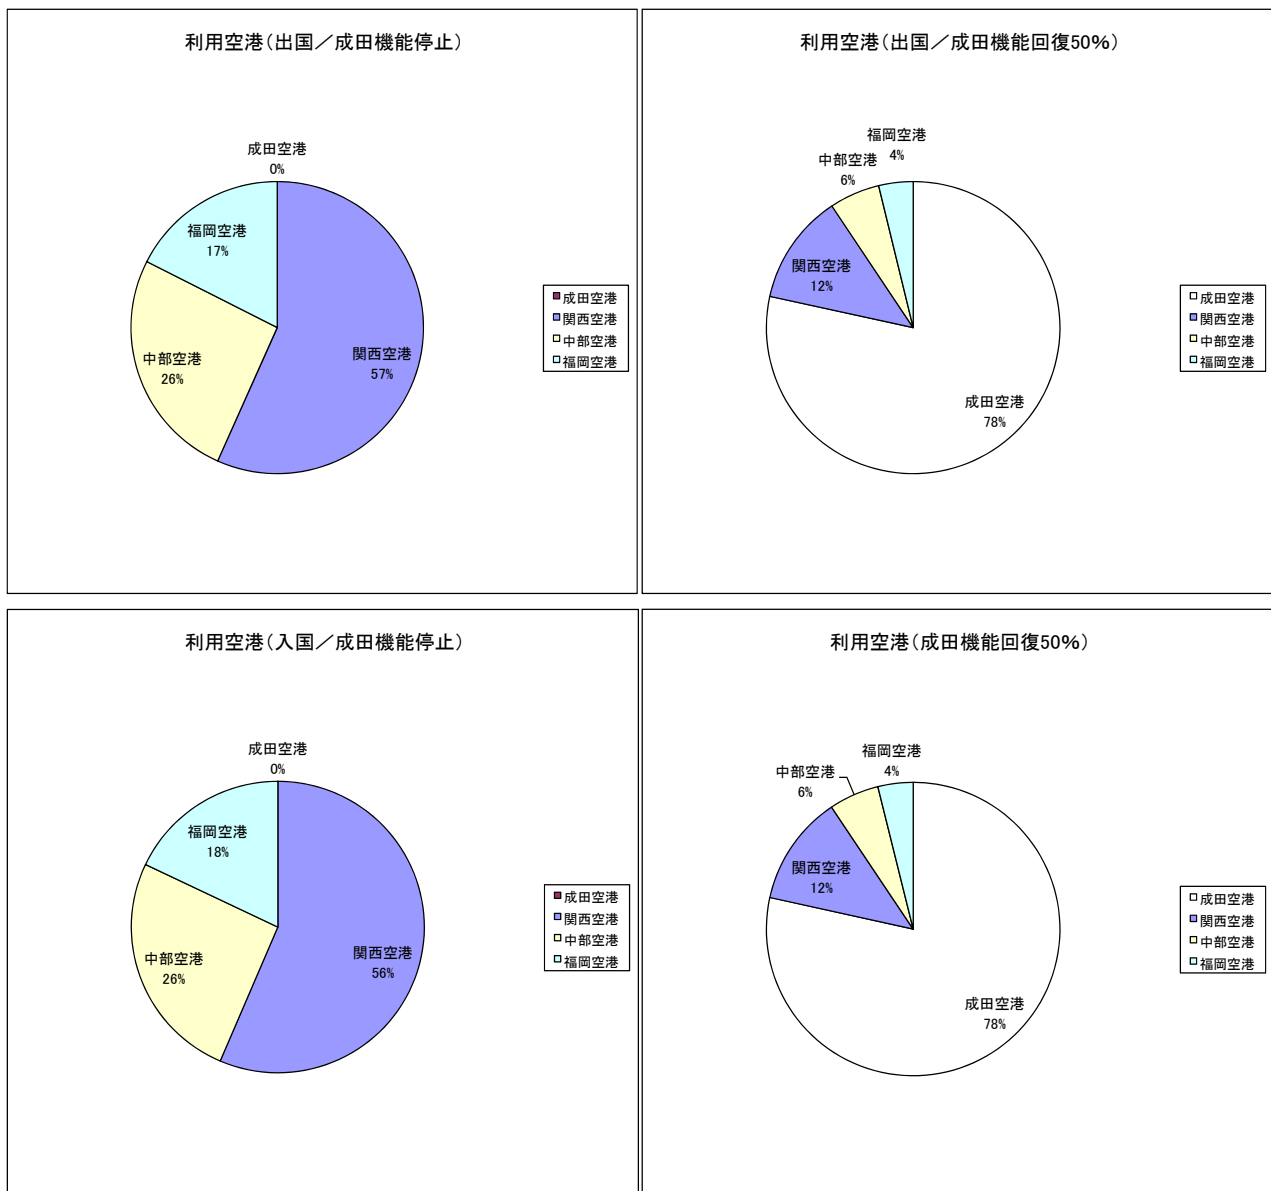 利用空港(出国／成田機能停止)
成田空港
0%
福岡空港
17%
中部空港
26%
関西空港
57%
成田空港
関西空港
中部空港
福岡空港
利用空港(出国／成田機能回復50%)
福岡空港
4%
中部空港
6%
関西空港
12%
成田空港
78%
成田空港
関西空港
中部空港
福岡空港
利用空港(入国／成田機能停止)
成田空港
0%
福岡空港
18%
中部空港
26%
関西空港
56%
成田空港
関西空港
中部空港
福岡空港
利用空港(成田機能回復50%)
福岡空港
4%
中部空港
6%
関西空港
12%
成田空港
78%
成田空港
関西空港
中部空港
福岡空港